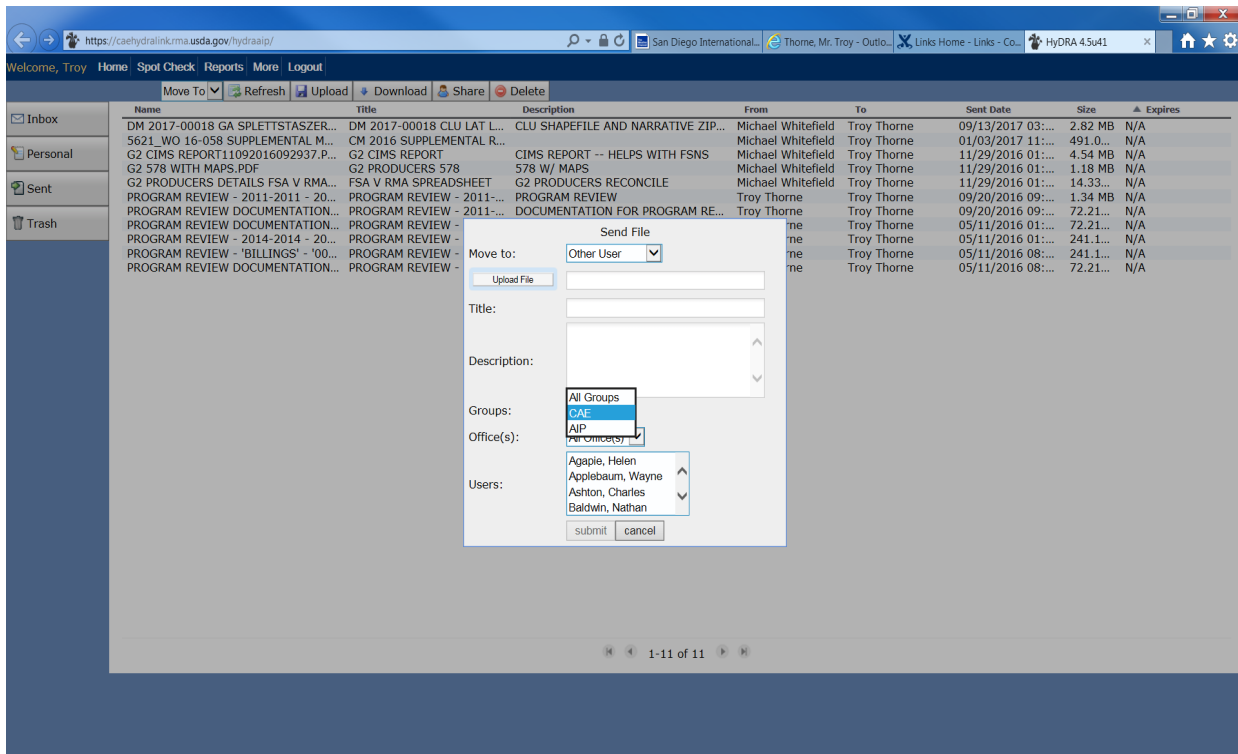 https://caehydralink.rma.usda.gov/hydraaip/
San Diego International... Thorne, Mr. Troy - Outlo... Links Home - Links - Co... HyDRA 4.5u41
Welcome, Troy Home Spot Check Reports More Logout
Move To Refresh Upload Download Share Delete
Inbox
Personal
Sent
Trash
Name Title Description From To Sent Date Size Expires
DM 2017-00018 GA SPLETTSTASZER... DM 2017-00018 CLU LAT L... CLU SHAPEFILE AND NARRATIVE ZIP... Michael Whitefield Troy Thorne 09/13/2017 03:... 2.82 MB N/A
5621_WO 16-058 SUPPLEMENTAL M... CM 2016 SUPPLEMENTAL R... Michael Whitefield Troy Thorne 01/03/2017 11:... 491.0... N/A
G2 CIMS REPORT11092016092937.P... G2 CIMS REPORT CIMS REPORT -- HELPS WITH FSNS Michael Whitefield Troy Thorne 11/29/2016 01:... 4.54 MB N/A
G2 578 WITH MAPS.PDF G2 PRODUCERS 578 578 W/ MAPS Michael Whitefield Troy Thorne 11/29/2016 01:... 1.18 MB N/A
G2 PRODUCERS DETAILS FSA V RMA... FSA V RMA SPREADSHEET G2 PRODUCERS RECONCILE Michael Whitefield Troy Thorne 11/29/2016 01:... 14.33... N/A
PROGRAM REVIEW - 2011-2011 - 20... PROGRAM REVIEW - 2011-... PROGRAM REVIEW Troy Thorne Troy Thorne 09/20/2016 09:... 1.34 MB N/A
PROGRAM REVIEW DOCUMENTATION... PROGRAM REVIEW - 2011-... DOCUMENTATION FOR PROGRAM RE... Troy Thorne Troy Thorne 09/20/2016 09:... 72.21... N/A
PROGRAM REVIEW DOCUMENTATION... PROGRAM REVIEW - rne Troy Thorne 05/11/2016 01:... 72.21... N/A
PROGRAM REVIEW - 2014-2014 - 20... PROGRAM REVIEW - rne Troy Thorne 05/11/2016 01:... 241.1... N/A
PROGRAM REVIEW - 'BILLINGS' - '00... PROGRAM REVIEW - rne Troy Thorne 05/11/2016 08:... 241.1... N/A
PROGRAM REVIEW DOCUMENTATION... PROGRAM REVIEW - rne Troy Thorne 05/11/2016 08:... 72.21... N/A
Send File
Move to: Other User
Upload File
Title:
Description:
All Groups
Groups: CAE
AIP
Office(s): All Office(s)
Users:
Agapie, Helen
Applebaum, Wayne
Ashton, Charles
Baldwin, Nathan
submit cancel
1-11 of 11